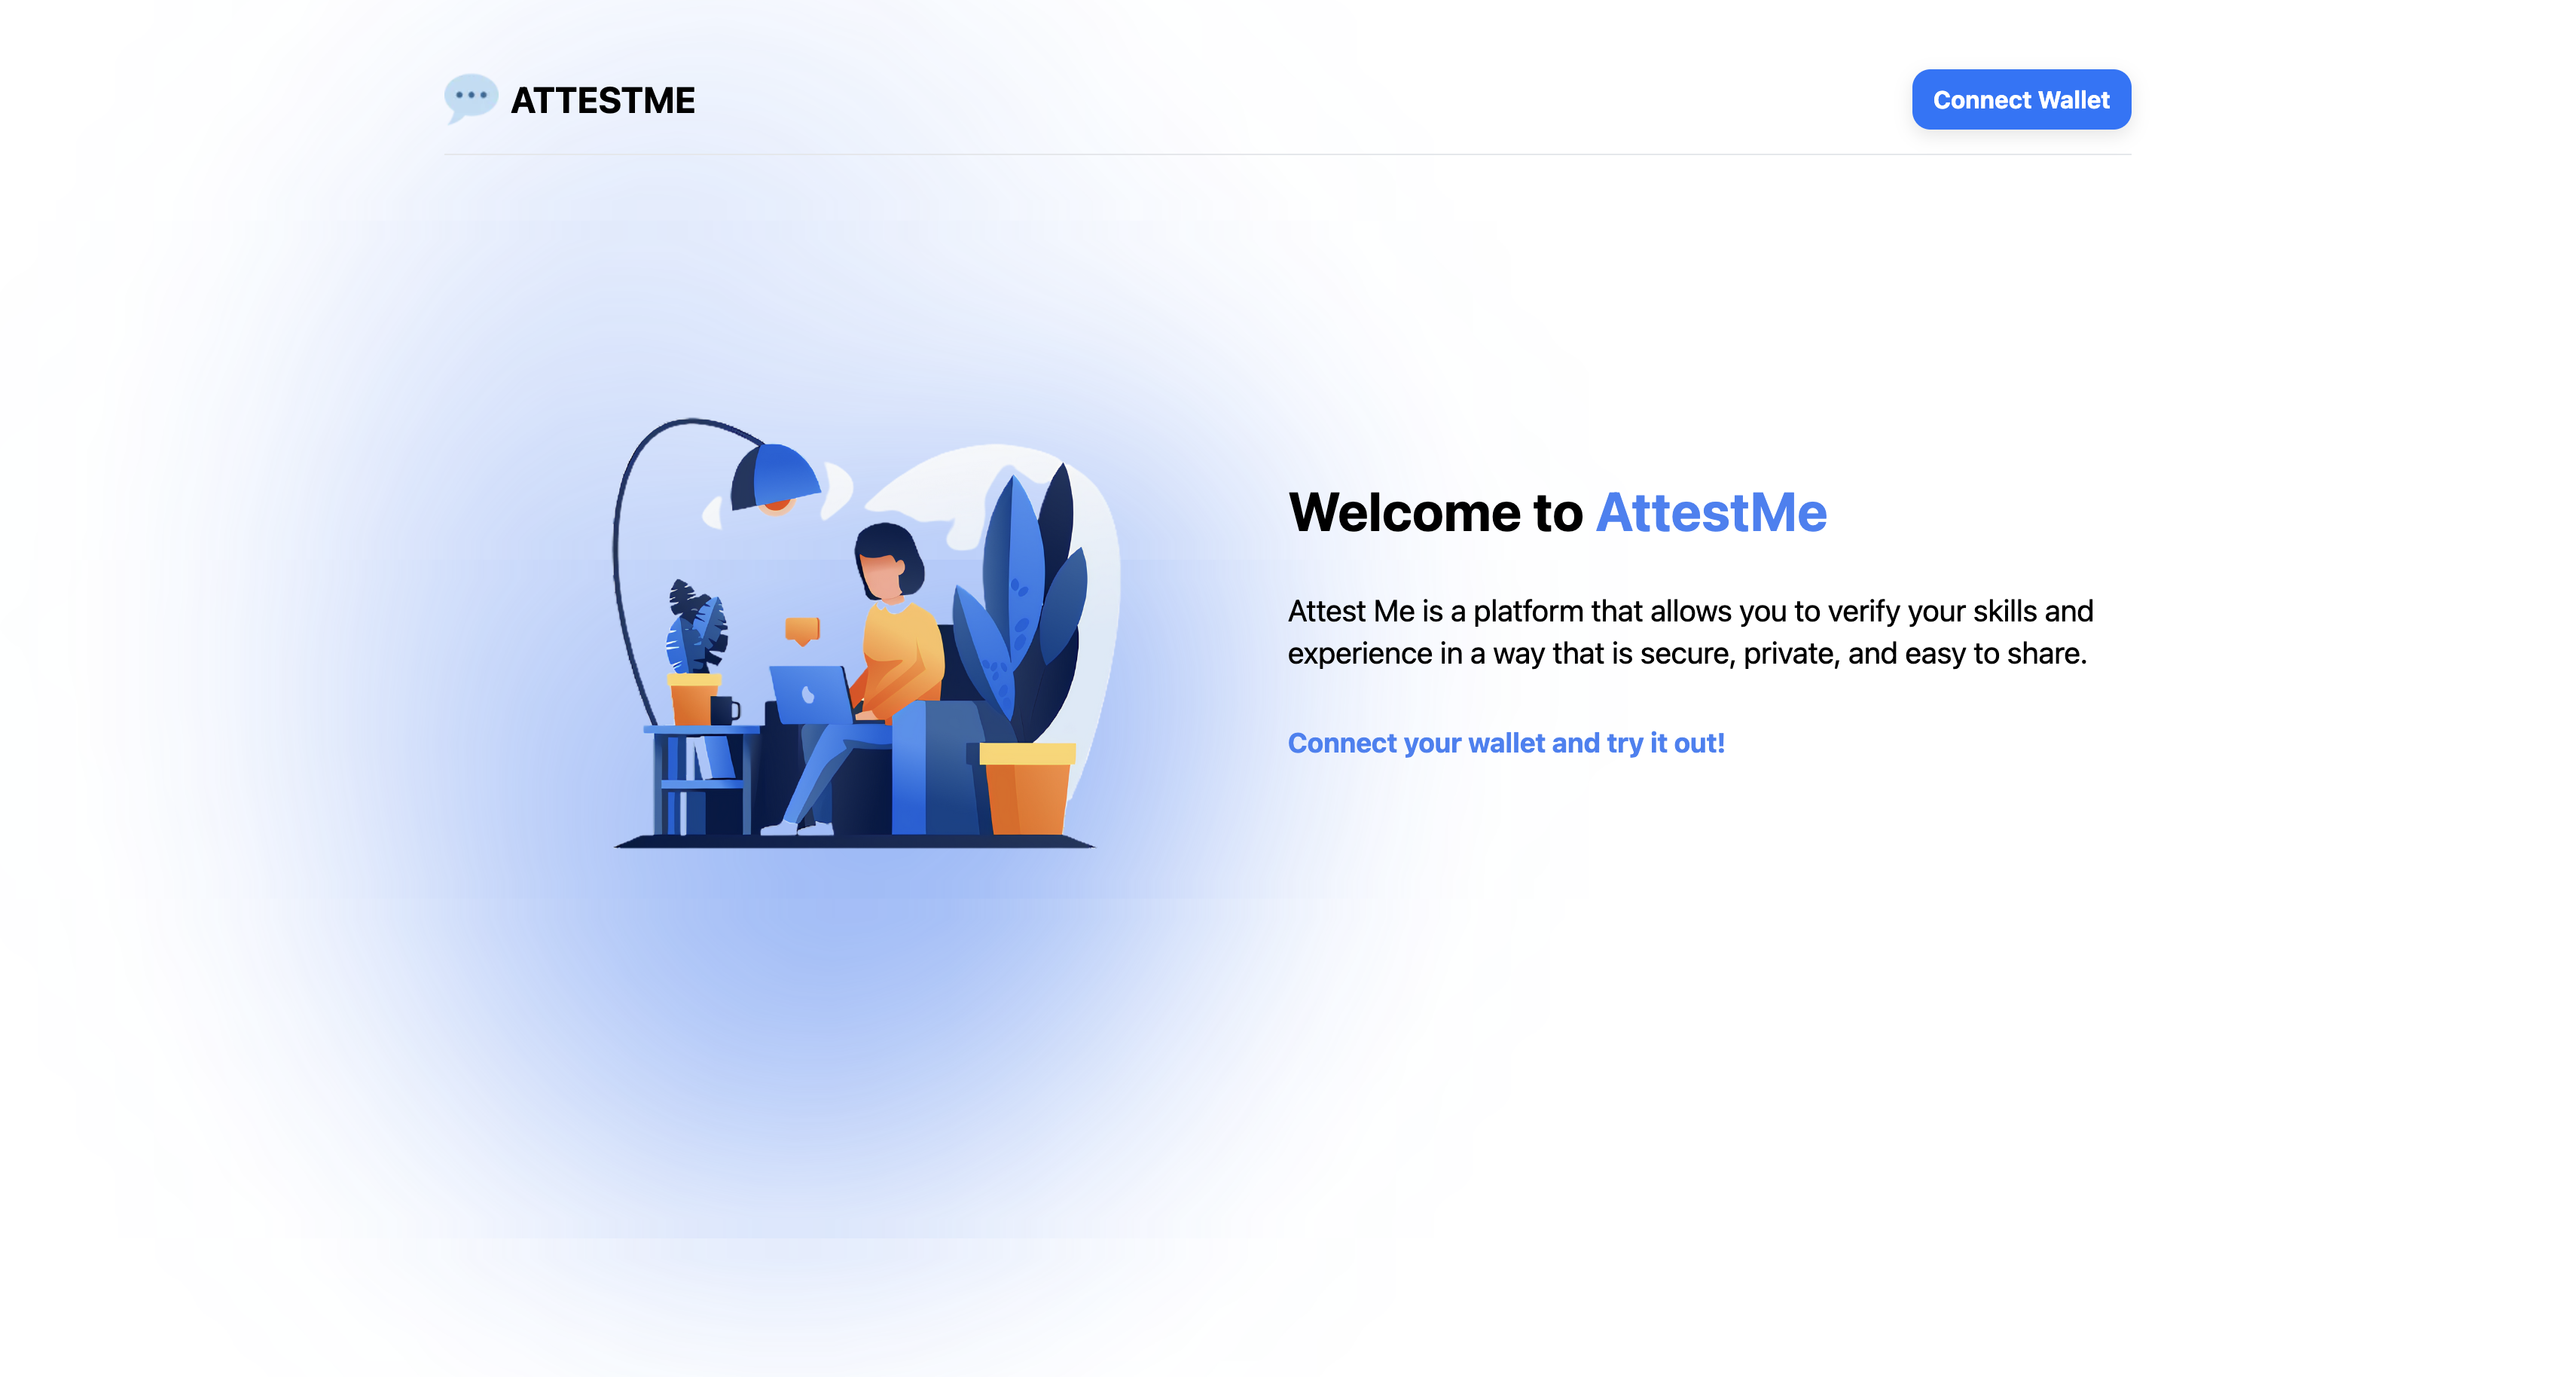 ATTESTME
Connect Wallet
Welcome to AttestMe
Attest Me is a platform that allows you to verify your skills and
experience in a way that is secure, private, and easy to share.
Connect your wallet and try it out!